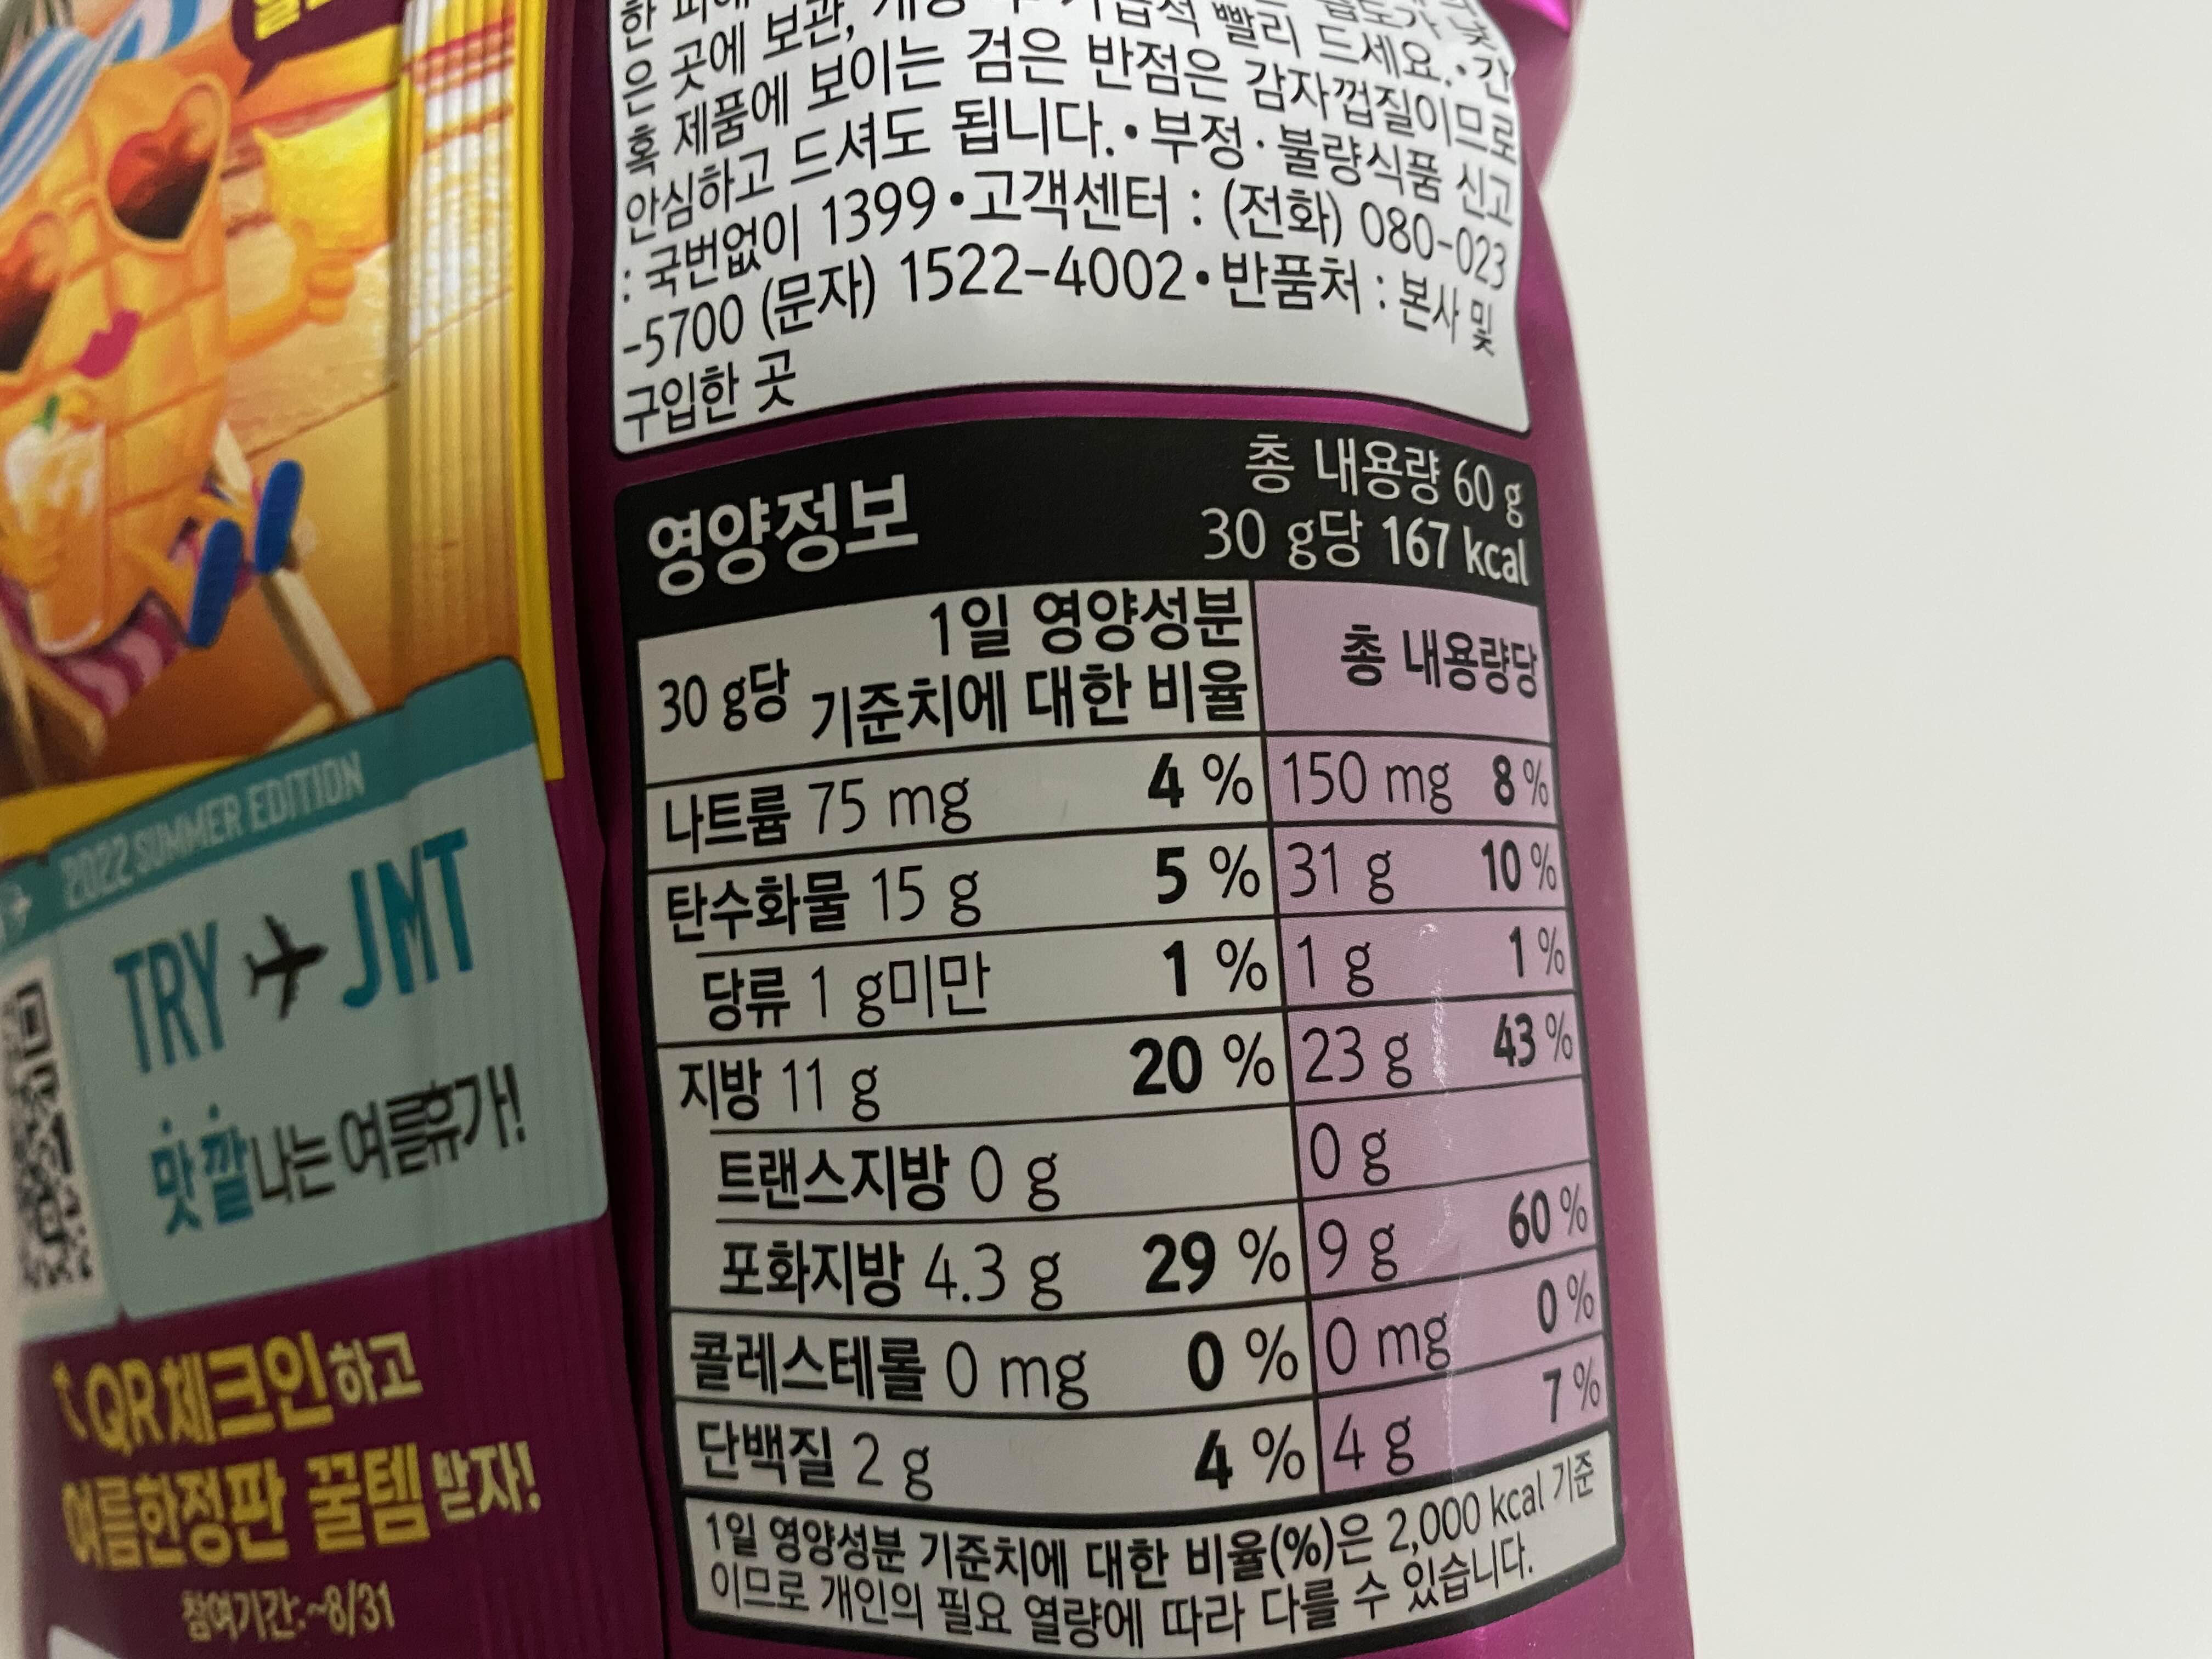 은 곳에 보관,
빨리 드세요.•간
혹 제품에 보이는 검은 반점은 감자껍질이므로
안심하고 드셔도 됩니다.•부정·불량식품 신고
: 국번없이 1399•고객센터 : (전화) 080-023
-5700 (문자) 1522-4002•반품처 : 본사 및
구입한 곳
영양정보
총 내용량 60 g
30 g당 167 kcal
30 g당 1일 영양성분 기준치에 대한 비율 총 내용량당
나트륨 75 mg 4 % 150 mg 8 %
탄수화물 15 g 5 % 31 g 10 %
당류 1 g미만 1 % 1 g 1 %
지방 11 g 20 % 23 g 43 %
트랜스지방 0 g 0 g
포화지방 4.3 g 29 % 9 g 60 %
콜레스테롤 0 mg 0 % 0 mg 0 %
단백질 2 g 4 % 4 g 7 %
1일 영양성분 기준치에 대한 비율(%)은 2,000 kcal 기준
이므로 개인의 필요 열량에 따라 다를 수 있습니다.
2022 SUMMER EDITION
TRY JMT
맛깔나는 여름휴가!
QR체크인하고
여름한정판 꿀템 받자!
참여기간:~8/31